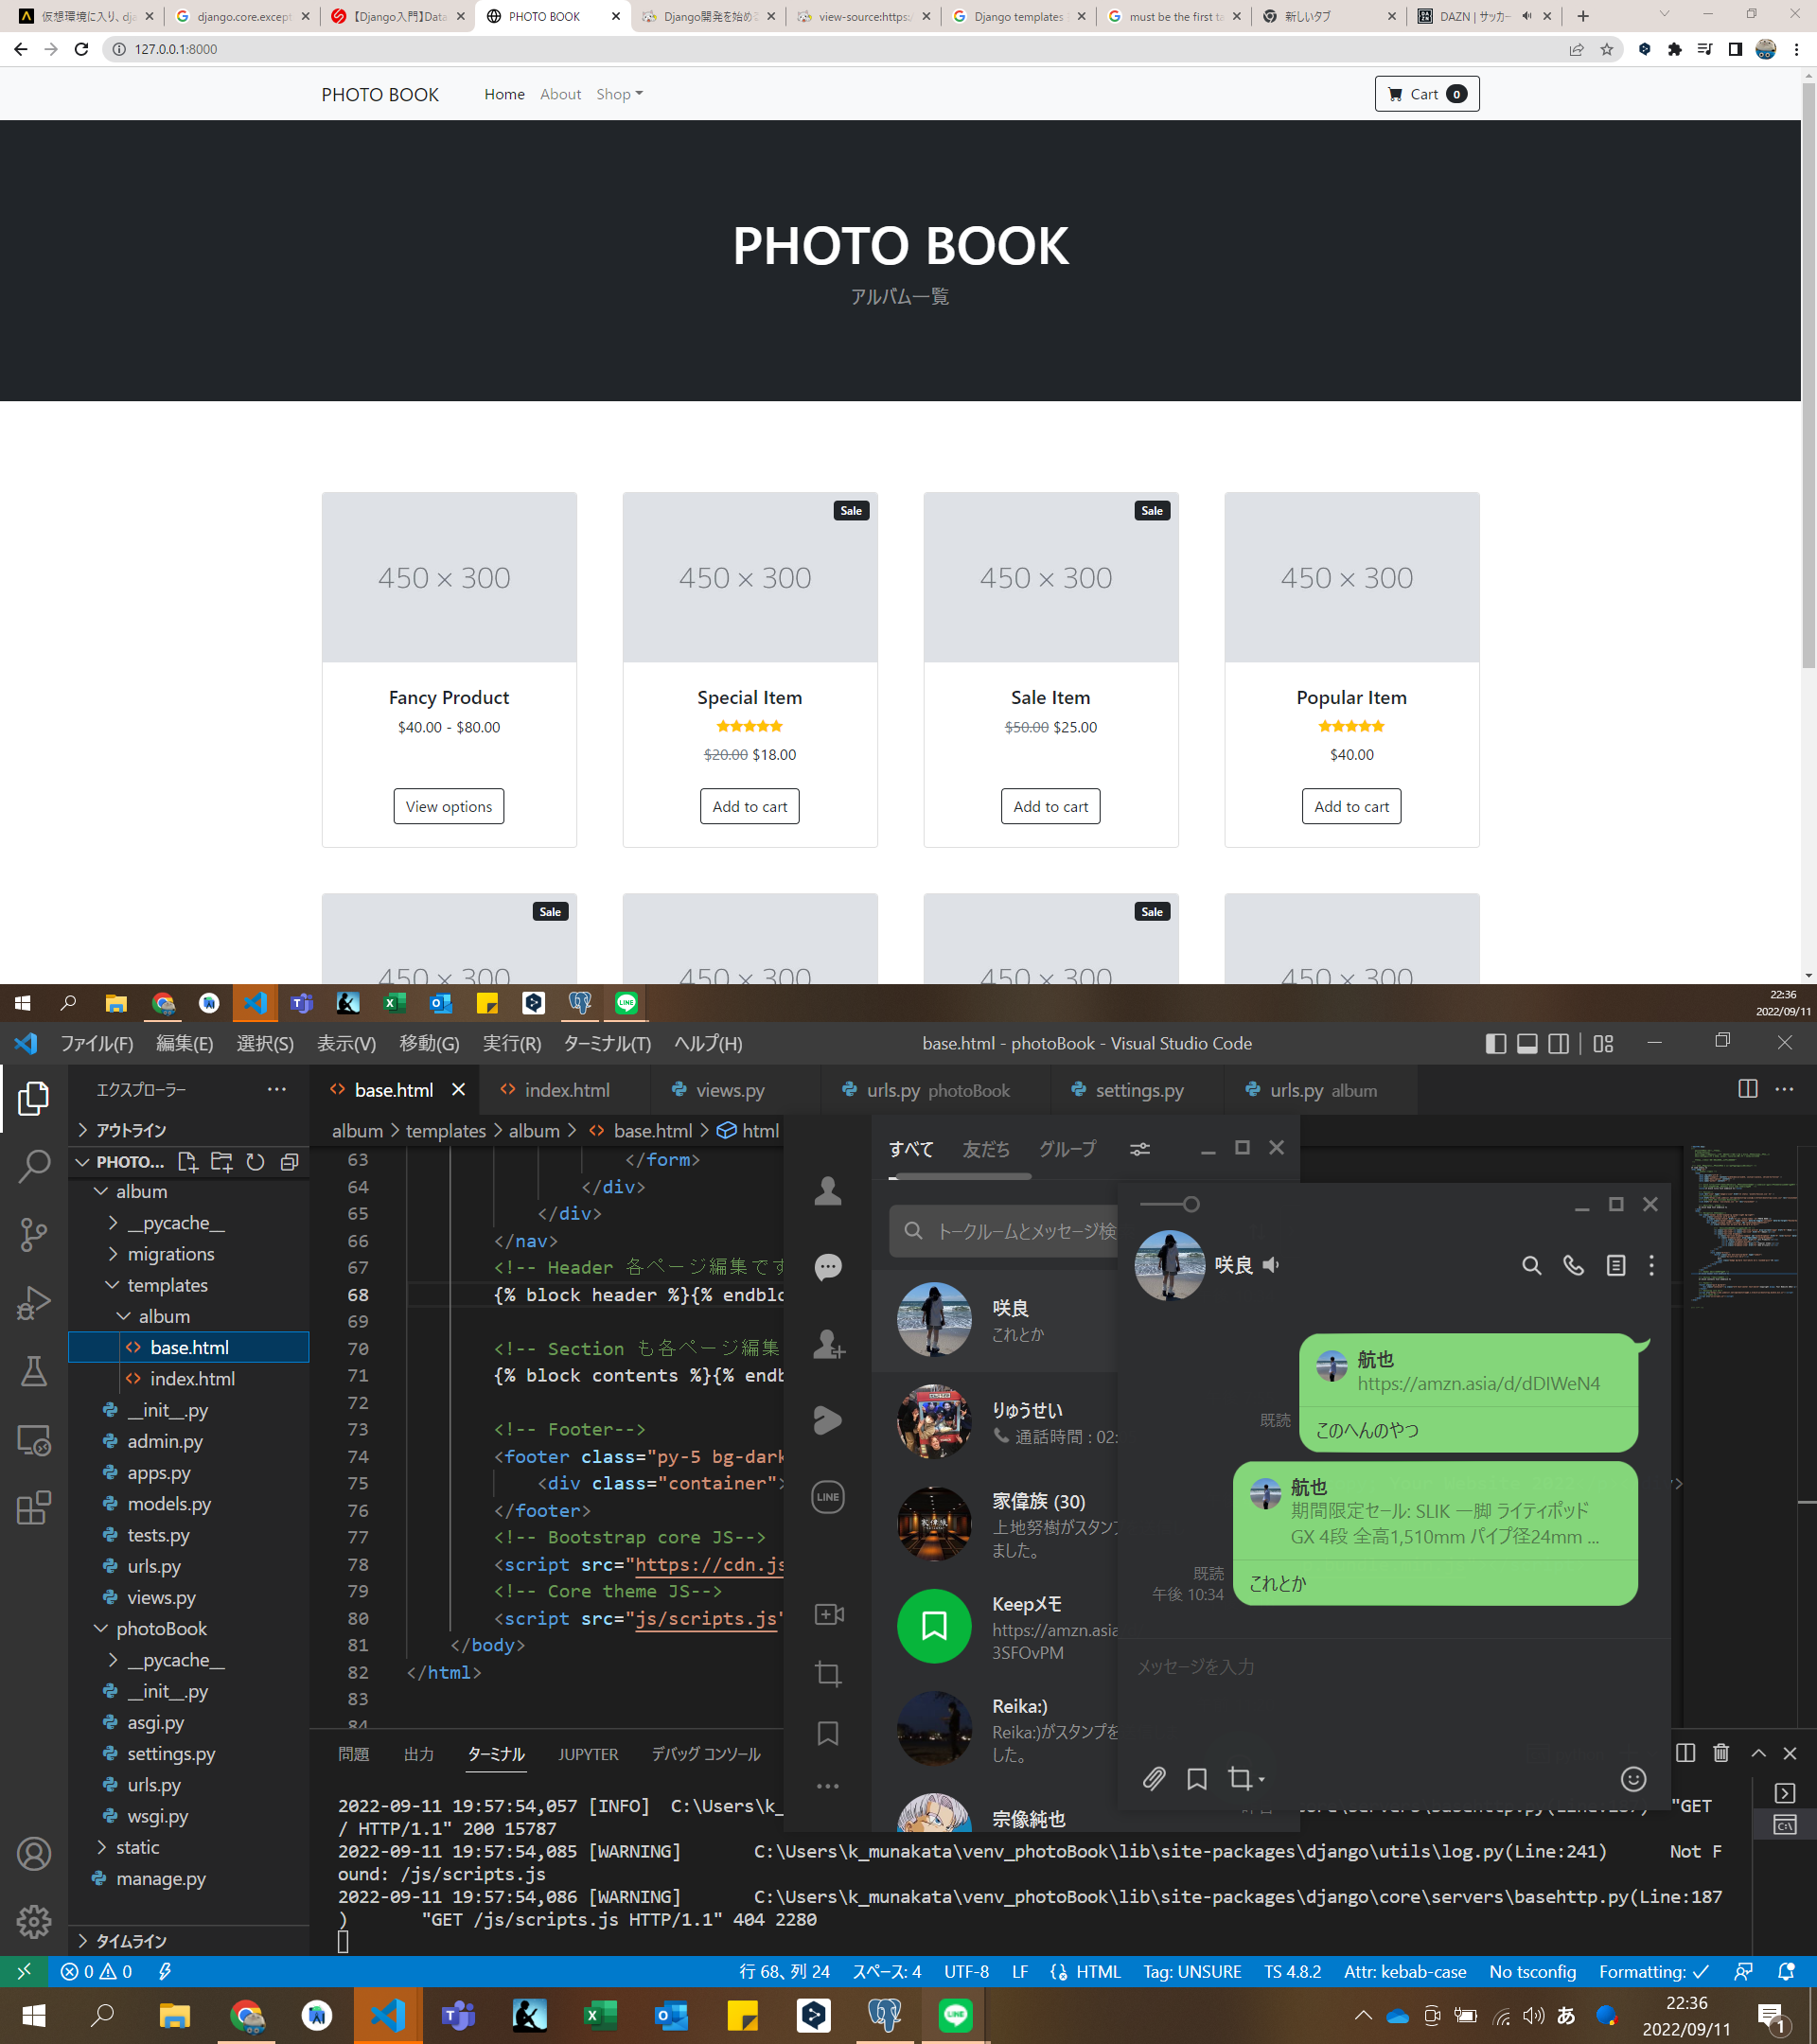 仮想環境に入り、dja
django.core.except
【Django入門】Data
PHOTO BOOK
Django開発を始め
view-source:https:
Django templates
must be the first ta
新しいタブ
DAZN | サッカー
127.0.0.1:8000
PHOTO BOOK
Home
About
Shop
Cart 0
PHOTO BOOK
アルバム一覧
450 × 300
Sale
450 × 300
Sale
450 × 300
450 × 300
Fancy Product
Special Item
Sale Item
Popular Item
$40.00 - $80.00
$50.00 $25.00
$20.00 $18.00
$40.00
View options
Add to cart
Add to cart
Add to cart
Sale
Sale
450 × 300
450 × 300
450 × 300
450 × 300
22:36
2022/09/11
ファイル(F) 編集(E) 選択(S) 表示(V) 移動(G) 実行(R) ターミナル(T) ヘルプ(H)
base.html - photoBook - Visual Studio Code
エクスプローラー
base.html
index.html
views.py
urls.py photoBook
settings.py
urls.py album
アウトライン
PHOTO...
album
__pycache__
migrations
templates
album
base.html
index.html
__init__.py
admin.py
apps.py
models.py
tests.py
urls.py
views.py
photoBook
__pycache__
__init__.py
asgi.py
settings.py
urls.py
wsgi.py
static
manage.py
タイムライン
album > templates > album > base.html > html
63 </form>
64 </div>
65 </div>
66 </nav>
67 <!-- Header 各ページ編集です
68 {% block header %}{% endblo
69
70 <!-- Section も各ページ編集
71 {% block contents %}{% endb
72
73 <!-- Footer-->
74 <footer class="py-5 bg-dark
75 <div class="container">
76 </footer>
77 <!-- Bootstrap core JS-->
78 <script src="https://cdn.js
79 <!-- Core theme JS-->
80 <script src="js/scripts.js"
81 </body>
82 </html>
83
84
すべて
友だち
グループ
トークルームとメッセージ検
咲良
これとか
りゅうせい
通話時間 : 02:
家偉族 (30)
上地努樹がスタンプ
ました。
Keepメモ
https://amzn.asia
3SFOvPM
Reika:)
Reika:)がスタンプを
した。
宗像純也
LINE
咲良
航也
https://amzn.asia/d/dDIWeN4
既読
このへんのやつ
航也
期間限定セール: SLIK 一脚 ライティポッド
GX 4段 全高1,510mm パイプ径24mm ...
既読
午後 10:34
これとか
メッセージを入力
問題
出力
ターミナル
JUPYTER
デバッグ コンソール
2022-09-11 19:57:54,057 [INFO] C:\Users\k_
"GET
/ HTTP/1.1" 200 15787
2022-09-11 19:57:54,085 [WARNING] C:\Users\k_munakata\venv_photoBook\lib\site-packages\django\utils\log.py(Line:241) Not F
ound: /js/scripts.js
2022-09-11 19:57:54,086 [WARNING] C:\Users\k_munakata\venv_photoBook\lib\site-packages\django\core\servers\basehttp.py(Line:187
) "GET /js/scripts.js HTTP/1.1" 404 2280
0 0
行 68、列 24
スペース: 4
UTF-8
LF
HTML
Tag: UNSURE
TS 4.8.2
Attr: kebab-case
No tsconfig
Formatting: ✓
あ
22:36
2022/09/11
1